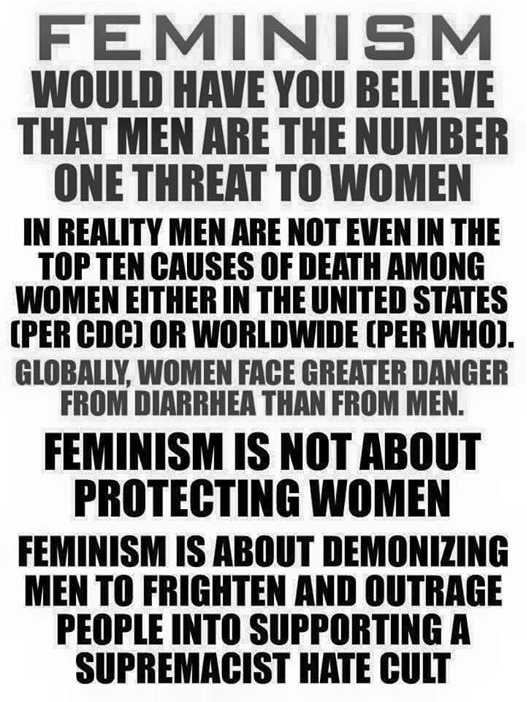 FEMINISM
WOULD HAVE YOU BELIEVE
THAT MEN ARE THE NUMBER
ONE THREAT TO WOMEN
IN REALITY MEN ARE NOT EVEN IN THE
TOP TEN CAUSES OF DEATH AMONG
WOMEN EITHER IN THE UNITED STATES
(PER CDC) OR WORLDWIDE (PER WHO).
GLOBALLY, WOMEN FACE GREATER DANGER
FROM DIARRHEA THAN FROM MEN.
FEMINISM IS NOT ABOUT
PROTECTING WOMEN
FEMINISM IS ABOUT DEMONIZING
MEN TO FRIGHTEN AND OUTRAGE
PEOPLE INTO SUPPORTING A
SUPREMACIST HATE CULT